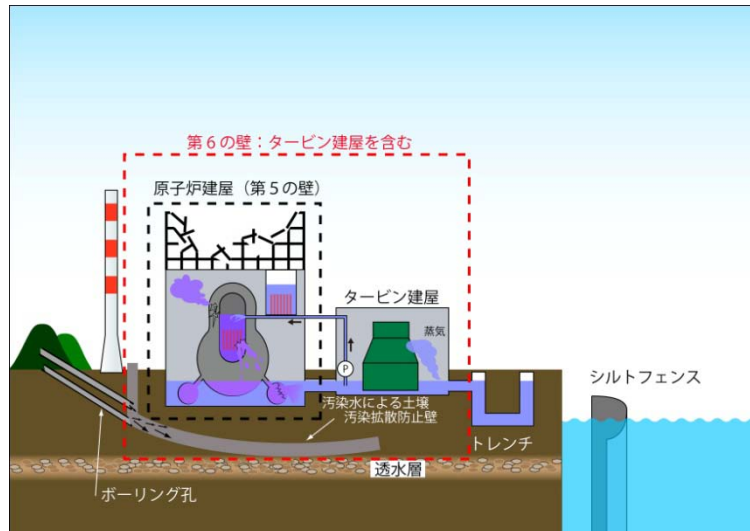 第６の壁：タービン建屋を含む
原子炉建屋（第５の壁）
タービン建屋
蒸気
P
シルトフェンス
汚染水による土壌
汚染拡散防止壁
トレンチ
透水層
ボーリング孔